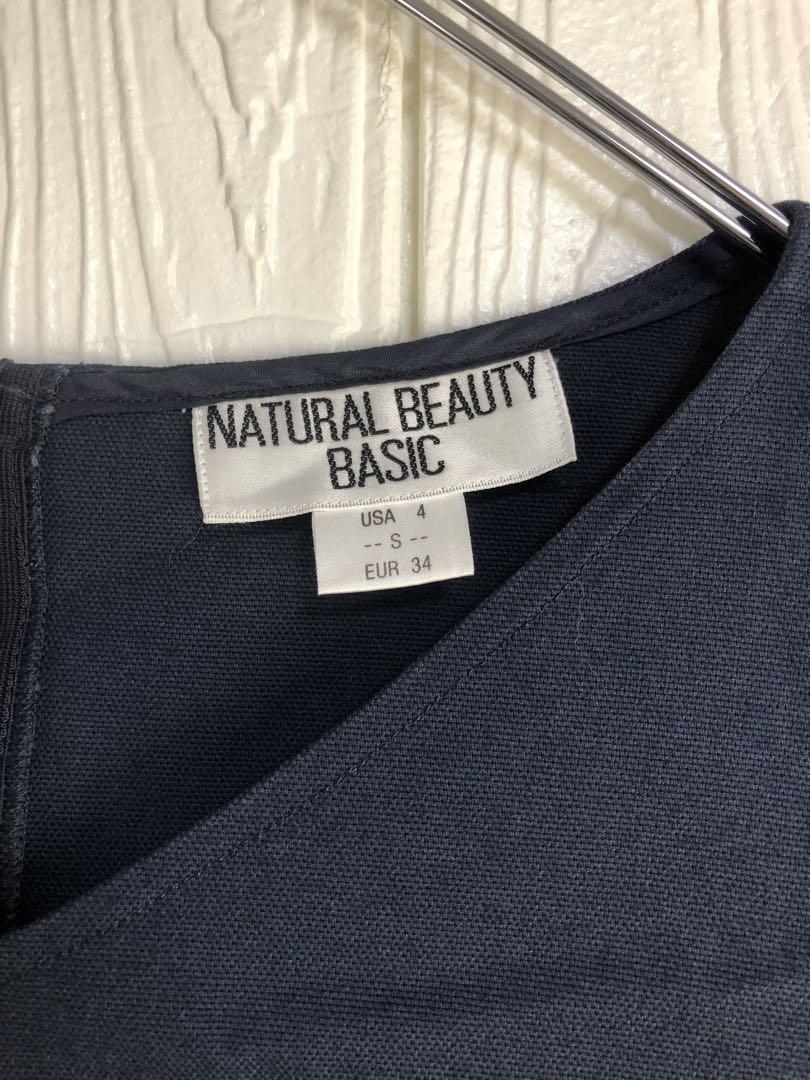 NATURAL BEAUTY
BASIC
USA 4
-- S --
EUR 34